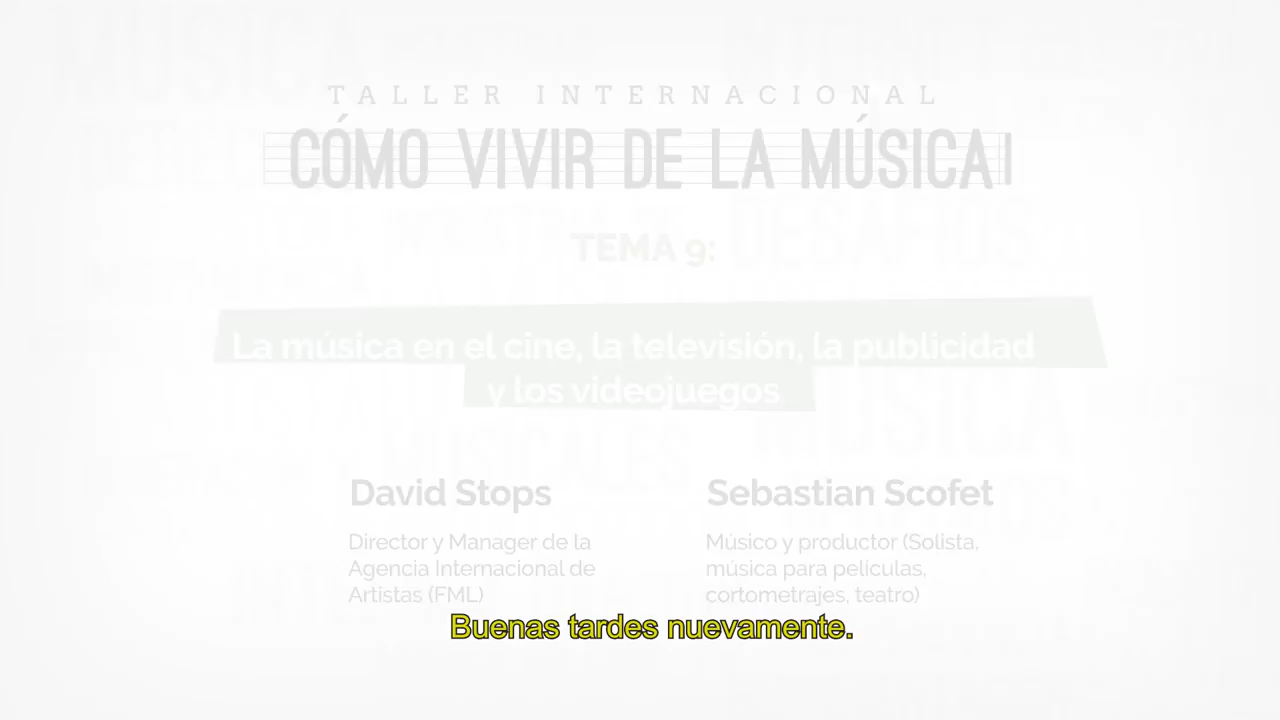 TALLER INTERNACIONAL
CÓMO VIVIR DE LA MÚSICA
TEMA 9:
La música en el cine, la televisión, la publicidad
y los videojuegos
David Stops
Sebastian Scofet
Director y Manager de la
Agencia Internacional de
Artistas (FML)
Músico y productor (Solista,
música para peliculas,
cortometrajes, teatro)
Buenas tardes nuevamente.